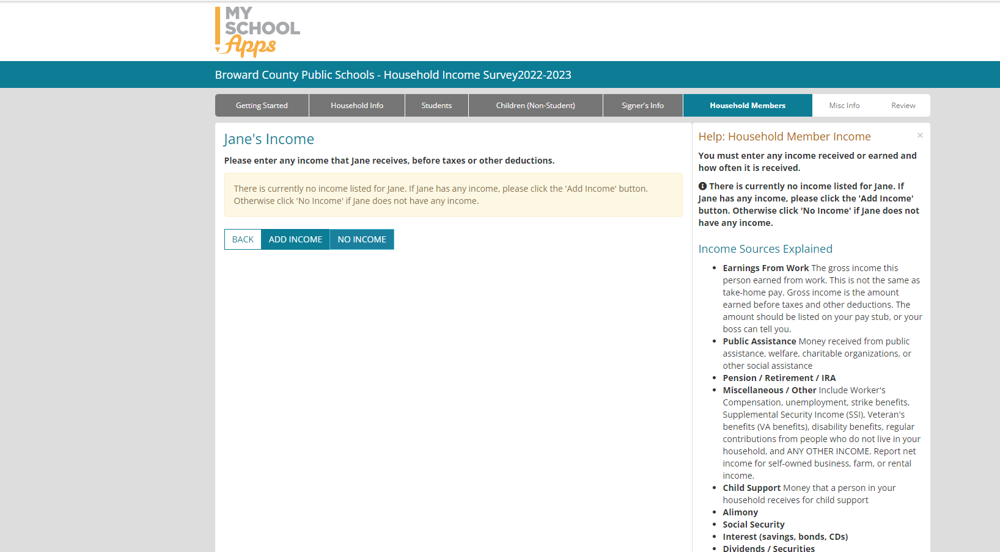 MY
SCHOOL
Apps
Broward County Public Schools - Household Income Survey2022-2023
Getting Started
Household Info
Students
Children (Non-Student)
Signer's Info
Household Members
Misc Info
Review
Jane's Income
Please enter any income that Jane receives, before taxes or other deductions.
There is currently no income listed for Jane. If Jane has any income, please click the 'Add Income' button.
Otherwise click 'No Income' if Jane does not have any income.
BACK
ADD INCOME
NO INCOME
Help: Household Member Income
×
You must enter any income received or earned and
how often it is received.
There is currently no income listed for Jane. If
Jane has any income, please click the 'Add Income'
button. Otherwise click 'No Income' if Jane does not
have any income.
Income Sources Explained
• Earnings From Work The gross income this
person earned from work. This is not the same as
take-home pay. Gross income is the amount
earned before taxes and other deductions. The
amount should be listed on your pay stub, or your
boss can tell you.
• Public Assistance Money received from public
assistance, welfare, charitable organizations, or
other social assistance
• Pension / Retirement / IRA
• Miscellaneous / Other Include Worker's
Compensation, unemployment, strike benefits,
Supplemental Security Income (SSI), Veteran's
benefits (VA benefits), disability benefits, regular
contributions from people who do not live in your
household, and ANY OTHER INCOME. Report net
income for self-owned business, farm, or rental
income.
• Child Support Money that a person in your
household receives for child support
• Alimony
• Social Security
• Interest (savings, bonds, CDs)
• Dividends / Securities